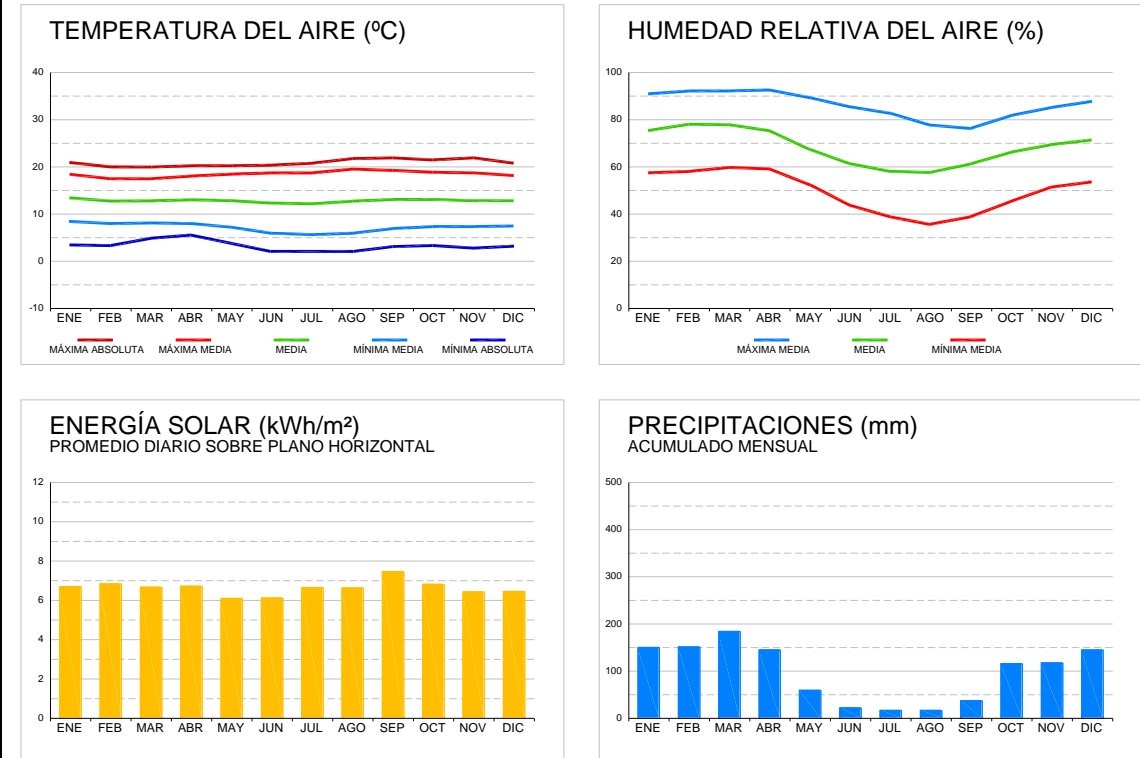 TEMPERATURA DEL AIRE (ºC)
40
30
20
10
0
-10
ENE FEB MAR ABR MAY JUN JUL AGO SEP OCT NOV DIC
MÁXIMA ABSOLUTA MÁXIMA MEDIA MEDIA MÍNIMA MEDIA MÍNIMA ABSOLUTA
HUMEDAD RELATIVA DEL AIRE (%)
100
80
60
40
20
0
ENE FEB MAR ABR MAY JUN JUL AGO SEP OCT NOV DIC
MÁXIMA MEDIA MEDIA MÍNIMA MEDIA
ENERGÍA SOLAR (kWh/m²)
PROMEDIO DIARIO SOBRE PLANO HORIZONTAL
12
10
8
6
4
2
0
ENE FEB MAR ABR MAY JUN JUL AGO SEP OCT NOV DIC
PRECIPITACIONES (mm)
ACUMULADO MENSUAL
500
400
300
200
100
0
ENE FEB MAR ABR MAY JUN JUL AGO SEP OCT NOV DIC